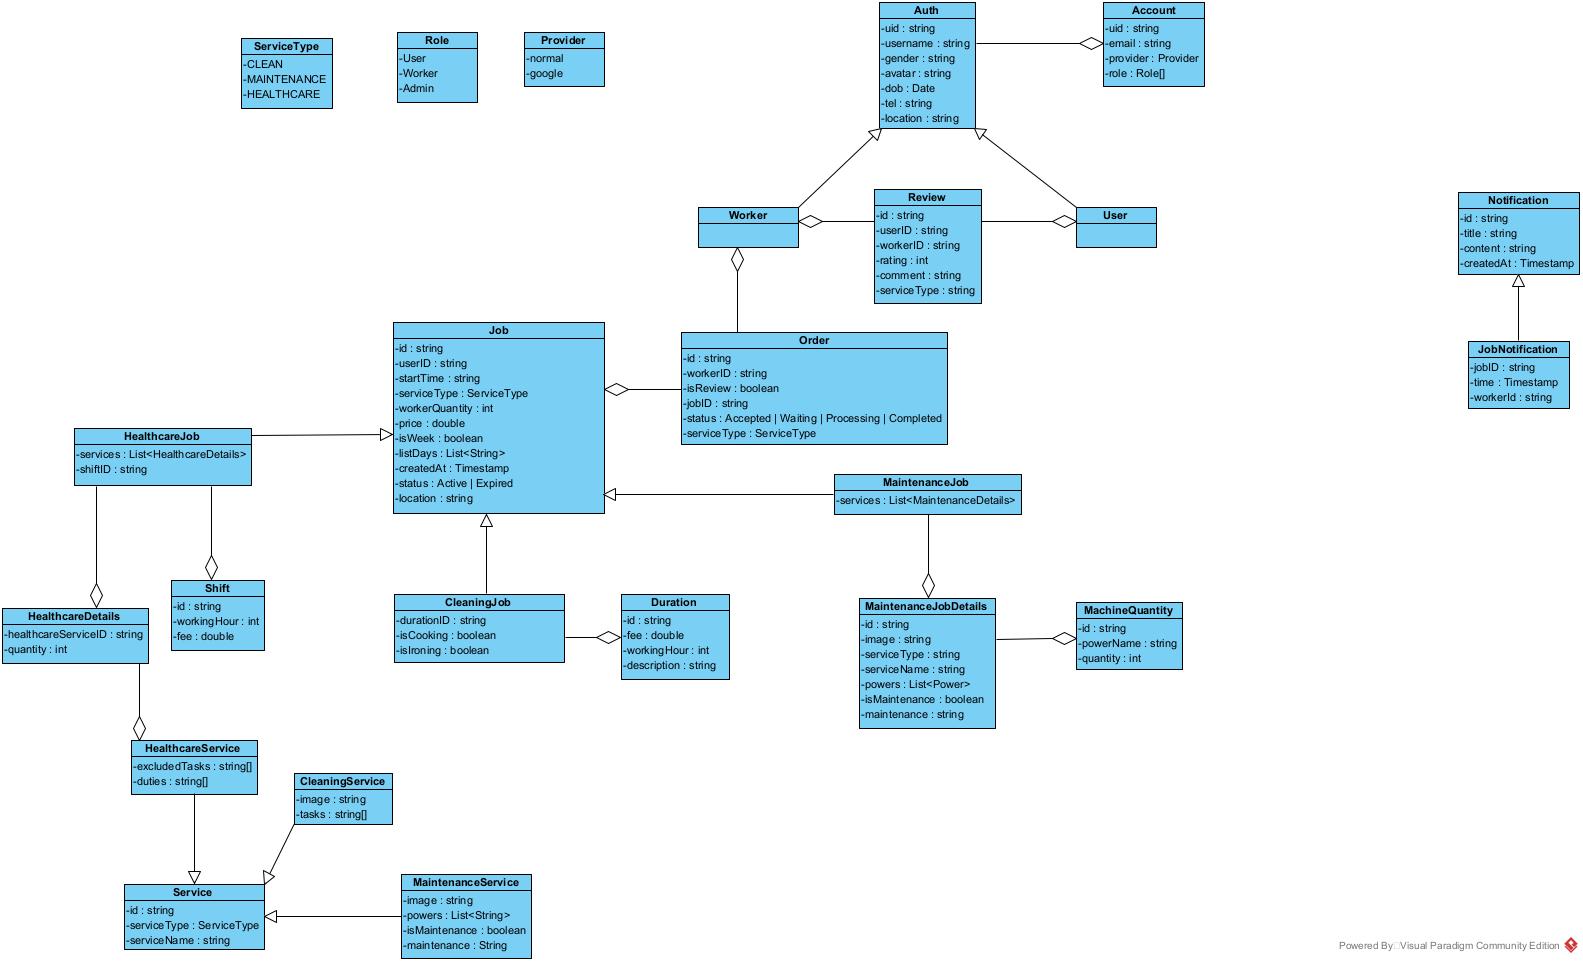 ServiceType
-CLEAN
-MAINTENANCE
-HEALTHCARE
Role
-User
-Worker
-Admin
Provider
-normal
-google
Auth
-uid : string
-username : string
-gender : string
-avatar : string
-dob : Date
-tel : string
-location : string
Account
-uid : string
-email : string
-provider : Provider
-role : Role[]
Worker
Review
-id : string
-userID : string
-workerID : string
-rating : int
-comment : string
-serviceType : string
User
Notification
-id : string
-title : string
-content : string
-createdAt : Timestamp
JobNotification
-jobID : string
-time : Timestamp
-workerId : string
Job
-id : string
-userID : string
-startTime : string
-serviceType : ServiceType
-workerQuantity : int
-price : double
-isWeek : boolean
-listDays : List<String>
-createdAt : Timestamp
-status : Active | Expired
-location : string
Order
-id : string
-workerID : string
-isReview : boolean
-jobID : string
-status : Accepted | Waiting | Processing | Completed
-serviceType : ServiceType
HealthcareJob
-services : List<HealthcareDetails>
-shiftID : string
MaintenanceJob
-services : List<MaintenanceDetails>
Shift
-id : string
-workingHour : int
-fee : double
HealthcareDetails
-healthcareServiceID : string
-quantity : int
CleaningJob
-durationID : string
-isCooking : boolean
-isIroning : boolean
Duration
-id : string
-fee : double
-workingHour : int
-description : string
MaintenanceJobDetails
-id : string
-image : string
-serviceType : string
-serviceName : string
-powers : List<Power>
-isMaintenance : boolean
-maintenance : string
MachineQuantity
-id : string
-powerName : string
-quantity : int
HealthcareService
-excludedTasks : string[]
-duties : string[]
CleaningService
-image : string
-tasks : string[]
Service
-id : string
-serviceType : ServiceType
-serviceName : string
MaintenanceService
-image : string
-powers : List<String>
-isMaintenance : boolean
-maintenance : String
Powered By Visual Paradigm Community Edition